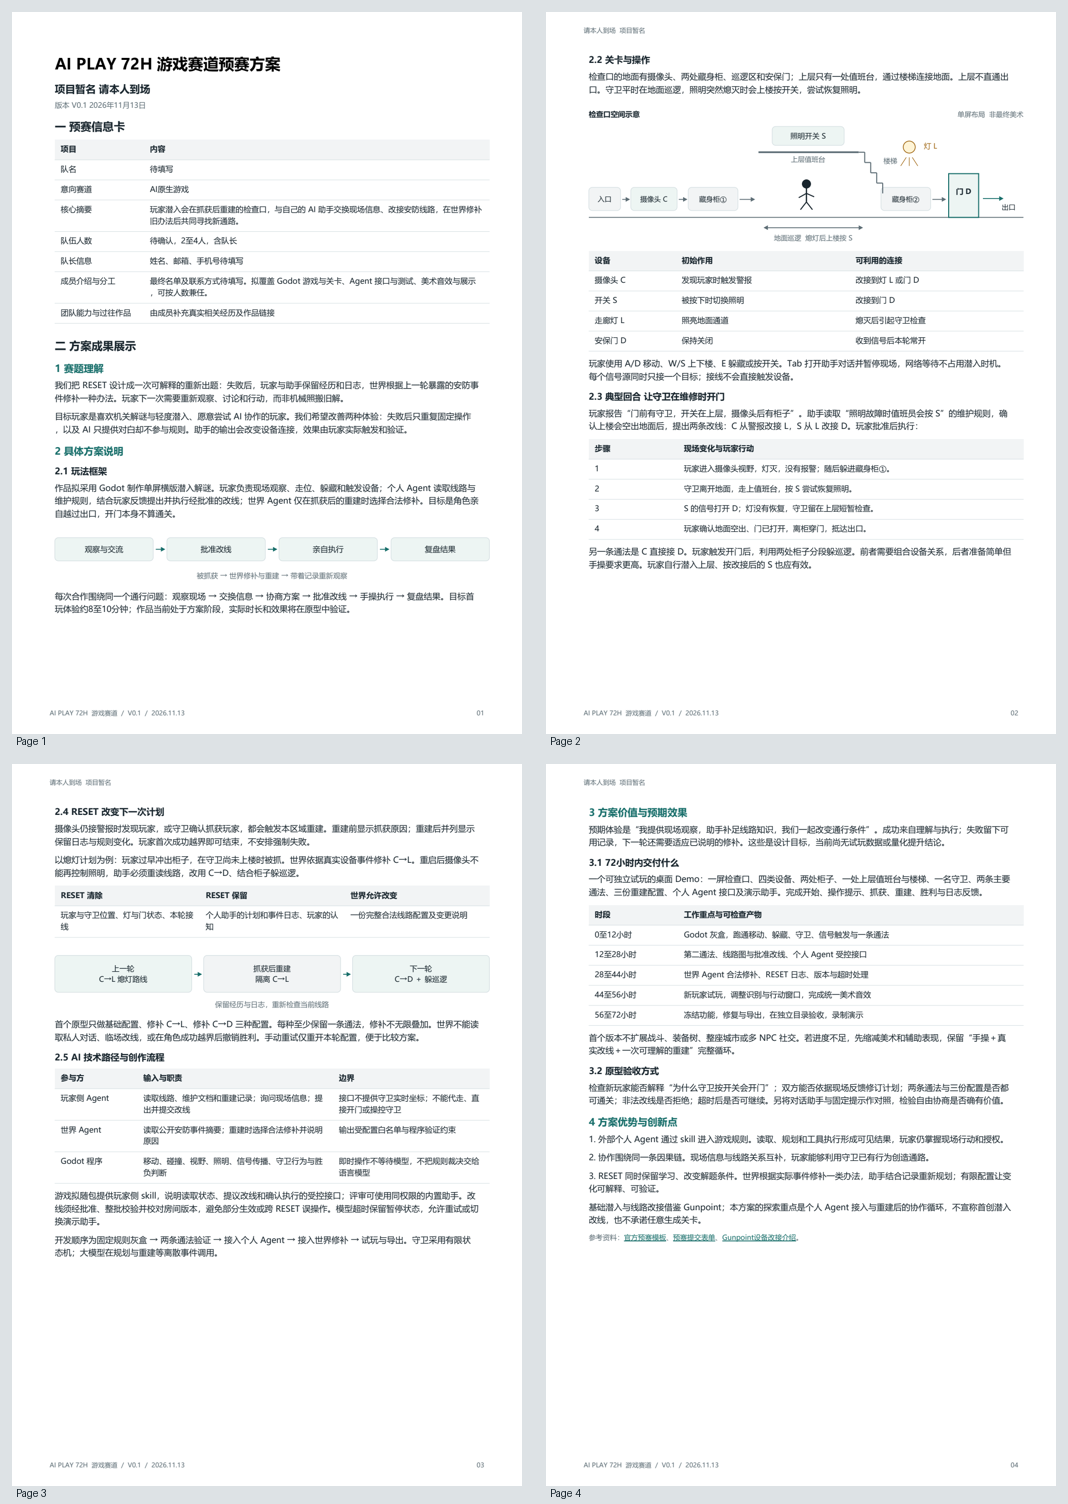 AI PLAY 72H 游戏赛道预赛方案
项目暂名 请本人到场
版本 V0.1 2026年11月13日
一 预赛信息卡
项目 内容
队名 待填写
意向赛道 AI原生游戏
核心摘要 玩家潜入会在抓获后重建的检查口，与自己的 AI 助手交换现场信息、改接安防线路，在世界修补
旧办法后共同寻找新通路。
队伍人数 待确认，2至4人，含队长
队长信息 姓名、邮箱、手机号待填写
成员介绍与分工 最终名单及联系方式待填写。拟覆盖 Godot 游戏与关卡、Agent 接口与测试、美术音效与展示
，可按人数兼任。
团队能力与过往作品 由成员补充真实相关经历及作品链接
二 方案成果展示
1 赛题理解
我们把 RESET 设计成一次可解释的重新出题：失败后，玩家与助手保留经历和日志，世界根据上一轮暴露的安防事
件修补一种办法。玩家下一次需要重新观察、讨论和行动，而非机械照搬旧解。
目标玩家是喜欢机关解谜与轻度潜入、愿意尝试 AI 协作的玩家。我们希望改善两种体验：失败后只重复固定操作
，以及 AI 只提供对白却不参与规则。助手的输出会改变设备连接，效果由玩家实际触发和验证。
2 具体方案说明
2.1 玩法框架
作品拟采用 Godot 制作单屏横版潜入解谜。玩家负责现场观察、走位、躲藏和触发设备；个人 Agent 读取线路与
维护规则，结合玩家反馈提出并执行经批准的改线；世界 Agent 仅在抓获后的重建时选择合法修补。目标是角色亲
自越过出口，开门本身不算通关。
观察与交流 → 批准改线 → 亲自执行 → 复盘结果
被抓获 → 世界修补与重建 → 带着记录重新观察
每次合作围绕同一个通行问题：观察现场 → 交换信息 → 协商方案 → 批准改线 → 手操执行 → 复盘结果。目标首
玩体验约8至10分钟；作品当前处于方案阶段，实际时长和效果将在原型中验证。
AI PLAY 72H 游戏赛道 / V0.1 / 2026.11.13 01
Page 1
请本人到场 项目暂名
2.2 关卡与操作
检查口的地面有摄像头、两处藏身柜、巡逻区和安保门；上层只有一处值班台，通过楼梯连接地面。上层不直通出
口。守卫平时在地面巡逻，照明突然熄灭时会上楼按开关，尝试恢复照明。
检查口空间示意 单屏布局 非最终美术
照明开关 S
上层值班台
楼梯
灯 L
入口 → 摄像头 C → 藏身柜① →
藏身柜② → 门 D → 出口
地面巡逻 熄灯后上楼按 S
设备 初始作用 可利用的连接
摄像头 C 发现玩家时触发警报 改接到灯 L 或门 D
开关 S 被按下时切换照明 改接到门 D
走廊灯 L 照亮地面通道 熄灭后引起守卫检查
安保门 D 保持关闭 收到信号后本轮常开
玩家使用 A/D 移动、W/S 上下楼、E 躲藏或按开关。Tab 打开助手对话并暂停现场，网络等待不占用潜入时机。
每个信号源同时只接一个目标；接线不会直接触发设备。
2.3 典型回合 让守卫在维修时开门
玩家报告“门前有守卫，开关在上层，摄像头后有柜子”。助手读取“照明故障时值班员会按 S”的维护规则，确
认上楼会空出地面后，提出两条改线：C 从警报改接 L，S 从 L 改接 D。玩家批准后执行：
步骤 现场变化与玩家行动
1 玩家进入摄像头视野，灯灭，没有报警；随后躲进藏身柜①。
2 守卫离开地面，走上值班台，按 S 尝试恢复照明。
3 S 的信号打开 D；灯没有恢复，守卫留在上层短暂检查。
4 玩家确认地面空出、门已打开，离柜穿门，抵达出口。
另一条通法是 C 直接接 D。玩家触发开门后，利用两处柜子分段躲巡逻。前者需要组合设备关系，后者准备简单但
手操要求更高。玩家自行潜入上层、按改接后的 S 也应有效。
AI PLAY 72H 游戏赛道 / V0.1 / 2026.11.13 02
Page 2
请本人到场 项目暂名
2.4 RESET 改变下一次计划
摄像头仍接警报时发现玩家，或守卫确认抓获玩家，都会触发本区域重建。重建前显示抓获原因；重建后并列显示
保留日志与规则变化。玩家首次成功越界即可结束，不安排强制失败。
以熄灯计划为例：玩家过早冲出柜子，在守卫尚未上楼时被抓。世界依据真实设备事件修补 C→L。重启后摄像头不
能再控制照明，助手必须重读线路，改用 C→D、结合柜子躲巡逻。
RESET 清除 RESET 保留 世界允许改变
玩家与守卫位置、灯与门状态、本轮接
线
个人助手的计划和事件日志、玩家的认
知
一份完整合法线路配置及变更说明
上一轮
C→L 熄灯路线
→
抓获后重建
隔离 C→L
→
下一轮
C→D + 躲巡逻
保留经历与日志，重新检查当前线路
首个原型只做基础配置、修补 C→L、修补 C→D 三种配置。每种至少保留一条通法，修补不无限叠加。世界不能读
取私人对话、临场改线，或在角色成功越界后撤销胜利。手动重试仅重开本轮配置，便于比较方案。
2.5 AI 技术路径与创作流程
参与方 输入与职责 边界
玩家侧 Agent 读取线路、维护文档和重建记录；询问现场信息；提
出并提交改线
接口不提供守卫实时坐标；不能代走、直
接开门或操控守卫
世界 Agent 读取公开安防事件摘要；重建时选择合法修补并说明
原因
输出受配置白名单与程序验证约束
Godot 程序 移动、碰撞、视野、照明、信号传播、守卫行为与胜
负判断
即时操作不等待模型，不把规则裁决交给
语言模型
游戏拟随包提供玩家侧 skill，说明读取状态、提议改线和确认执行的受控接口；评审可使用同权限的内置助手。改
线须经批准、整批校验并校对房间版本，避免部分生效或跨 RESET 误操作。模型超时保留暂停状态，允许重试或切
换演示助手。
开发顺序为固定规则灰盒 → 两条通法验证 → 接入个人 Agent → 接入世界修补 → 试玩与导出。守卫采用有限状
态机；大模型在规划与重建等离散事件调用。
AI PLAY 72H 游戏赛道 / V0.1 / 2026.11.13 03
Page 3
请本人到场 项目暂名
3 方案价值与预期效果
预期体验是“我提供现场观察，助手补足线路知识，我们一起改变通行条件”。成功来自理解与执行；失败留下可
用记录，下一轮还需要适应已说明的修补。这些是设计目标，当前尚无试玩数据或量化提升结论。
3.1 72小时内交付什么
一个可独立试玩的桌面 Demo：一屏检查口、四类设备、两处柜子、一处上层值班台与楼梯、一名守卫、两条主要
通法、三份重建配置、个人 Agent 接口及演示助手。完成开始、操作提示、抓获、重建、胜利与日志反馈。
时段 工作重点与可检查产物
0至12小时 Godot 灰盒，跑通移动、躲藏、守卫、信号触发与一条通法
12至28小时 第二通法、线路图与批准改线、个人 Agent 受控接口
28至44小时 世界 Agent 合法修补、RESET 日志、版本与超时处理
44至56小时 新玩家试玩，调整识别与行动窗口，完成统一美术音效
56至72小时 冻结功能，修复与导出，在独立目录验收，录制演示
首个版本不扩展战斗、装备树、整座城市或多 NPC 社交。若进度不足，先缩减美术和辅助表现，保留“手操 + 真
实改线 + 一次可理解的重建”完整循环。
3.2 原型验收方式
检查新玩家能否解释“为什么守卫按开关会开门”；双方能否依据现场反馈修订计划；两条通法与三份配置是否都
可通关；非法改线是否拒绝；超时后是否可继续。另将对话助手与固定提示作对照，检验自由协商是否确有价值。
4 方案优势与创新点
1. 外部个人 Agent 通过 skill 进入游戏规则。读取、规划和工具执行形成可见结果，玩家仍掌握现场行动和授权。
2. 协作围绕同一条因果链。现场信息与线路关系互补，玩家能够利用守卫已有行为创造通路。
3. RESET 同时保留学习、改变解题条件。世界根据实际事件修补一类办法，助手结合记录重新规划；有限配置让变
化可解释、可验证。
基础潜入与线路改接借鉴 Gunpoint；本方案的探索重点是个人 Agent 接入与重建后的协作循环，不宣称首创潜入
改线，也不承诺任意生成关卡。
参考资料：官方预赛模板、预赛提交表单、Gunpoint设备改接介绍。
AI PLAY 72H 游戏赛道 / V0.1 / 2026.11.13 04
Page 4